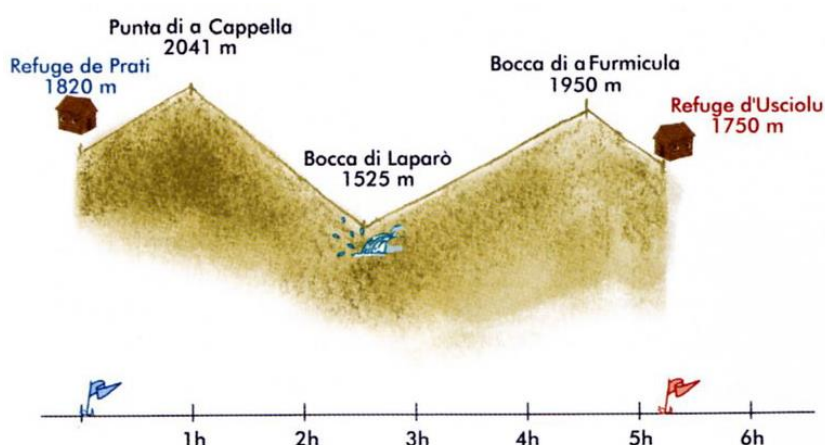 Punta di a Cappella
2041 m
Refuge de Prati
1820 m
Bocca di a Furmicula
1950 m
Refuge d'Usciolu
1750 m
Bocca di Laparò
1525 m
1h
2h
3h
4h
5h
6h